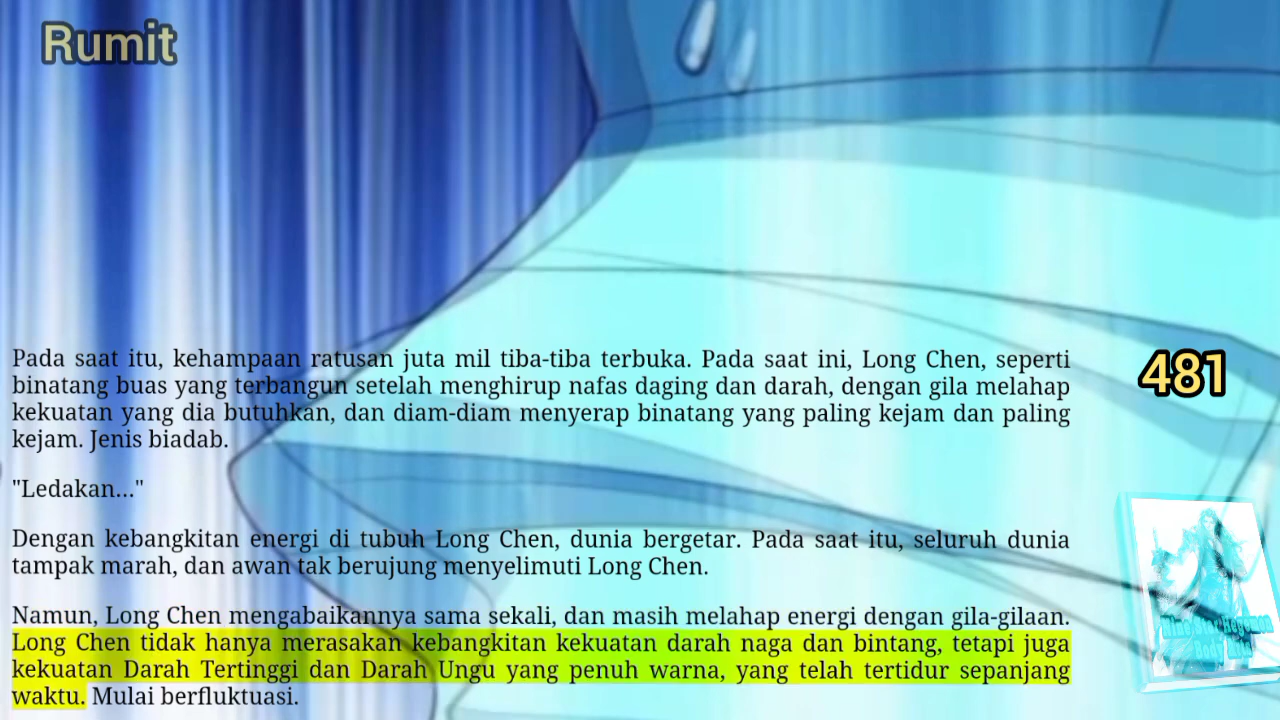 Rumit
Pada saat itu, kehampaan ratusan juta mil tiba-tiba terbuka. Pada saat ini, Long Chen, seperti
binatang buas yang terbangun setelah menghirup nafas daging dan darah, dengan gila melahap
kekuatan yang dia butuhkan, dan diam-diam menyerap binatang yang paling kejam dan paling
kejam. Jenis biadab.
"Ledakan..."
Dengan kebangkitan energi di tubuh Long Chen, dunia bergetar. Pada saat itu, seluruh dunia
tampak marah, dan awan tak berujung menyelimuti Long Chen.
Namun, Long Chen mengabaikannya sama sekali, dan masih melahap energi dengan gila-gilaan.
Long Chen tidak hanya merasakan kebangkitan kekuatan darah naga dan bintang, tetapi juga
kekuatan Darah Tertinggi dan Darah Ungu yang penuh warna, yang telah tertidur sepanjang
waktu. Mulai berfluktuasi.
481